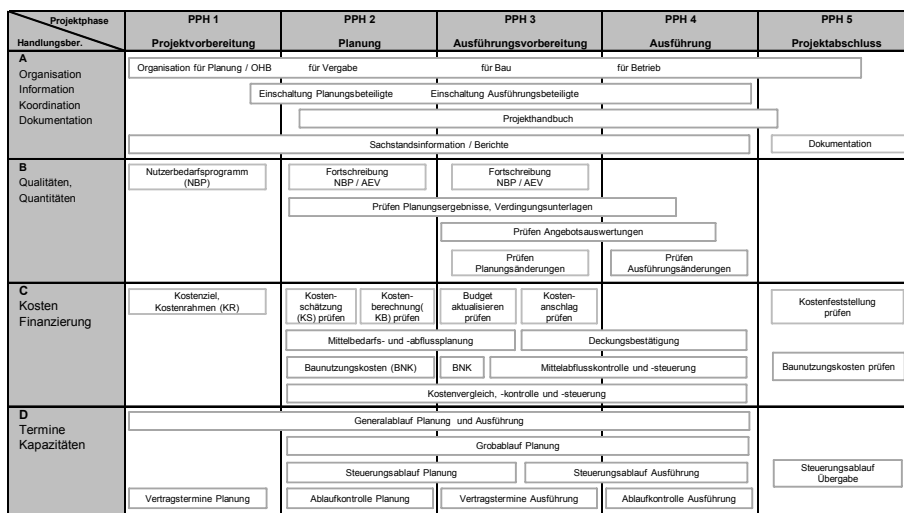 Projektphase
Handlungsber.
PPH 1
Projektvorbereitung
PPH 2
Planung
PPH 3
Ausführungsvorbereitung
PPH 4
Ausführung
PPH 5
Projektabschluss
A
Organisation
Information
Koordination
Dokumentation
Organisation für Planung / OHB für Vergabe für Bau für Betrieb
Einschaltung Planungsbeteiligte Einschaltung Ausführungsbeteiligte
Projekthandbuch
Sachstandsinformation / Berichte
Dokumentation
B
Qualitäten,
Quantitäten
Nutzerbedarfsprogramm
(NBP)
Fortschreibung
NBP / AEV
Fortschreibung
NBP / AEV
Prüfen Planungsergebnisse, Verdingungsunterlagen
Prüfen Angebotsauswertungen
Prüfen
Planungsänderungen
Prüfen
Ausführungsänderungen
C
Kosten
Finanzierung
Kostenziel,
Kostenrahmen (KR)
Kosten-
schätzung
(KS) prüfen
Kosten-
berechnung(
KB) prüfen
Budget
aktualisieren
prüfen
Kosten-
anschlag
prüfen
Kostenfeststellung
prüfen
Mittelbedarfs- und -abflussplanung
Deckungsbestätigung
Baunutzungskosten (BNK)
BNK
Mittelabflusskontrolle und -steuerung
Baunutzungskosten prüfen
Kostenvergleich, -kontrolle und -steuerung
D
Termine
Kapazitäten
Generalablauf Planung und Ausführung
Grobablauf Planung
Steuerungsablauf Planung
Steuerungsablauf Ausführung
Steuerungsablauf
Übergabe
Vertragstermine Planung
Ablaufkontrolle Planung
Vertragstermine Ausführung
Ablaufkontrolle Ausführung